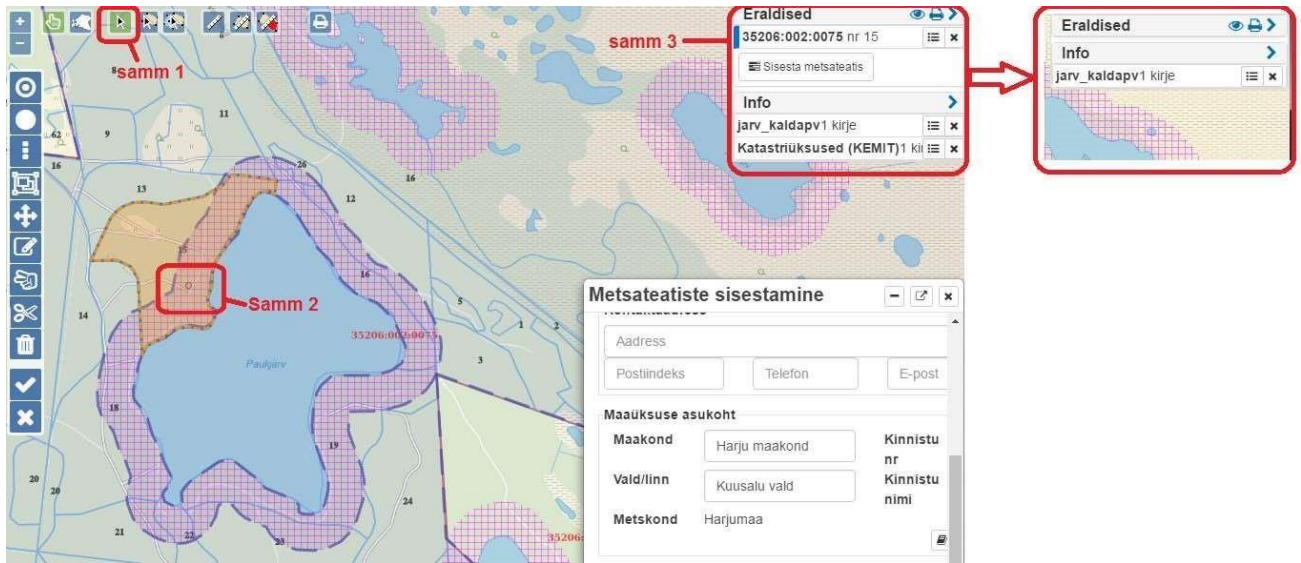 samm 1
Samm 2
samm 3
Eraldised
35206:002:0075 nr 15
Sisesta metsateatis
Info
jarv_kaldapv1 kirje
Katastriüksused (KEMIT)1 ki
Eraldised
Info
jarv_kaldapv1 kirje
62
9
11
16
13
26
12
16
15
16
14
5
1
2
3
35206:002:0075
Paukjärv
18
19
20
20
21
22
23
24
35206:
Metsateatiste sisestamine
Kontaktaadress
Aadress
Postiindeks Telefon E-post
Maaüksuse asukoht
Maakond Harju maakond Kinnistu nr
Vald/linn Kuusalu vald Kinnistu nimi
Metskond Harjumaa